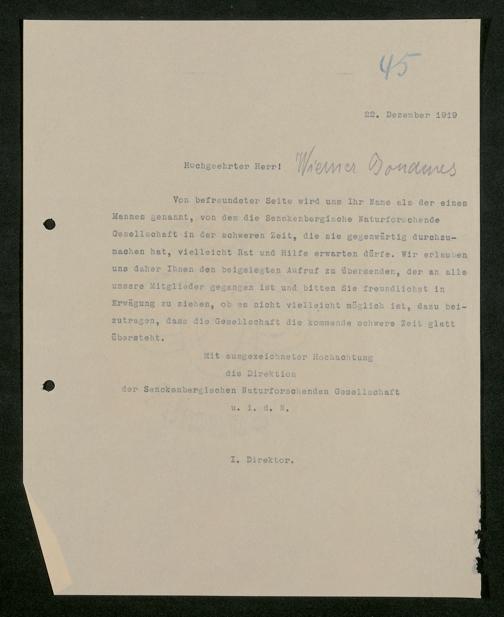 45
22. Dezember 1919
Hochgeehrter Herr! Wiemer Bonames
Von befreundeter Seite wird uns Ihr Name als der eines
Mannes genannt, von dem die Senckenbergische Naturforschende
Gesellschaft in der schweren Zeit, die sie gegenwärtig durchzu-
machen hat, vielleicht Rat und Hilfe erwarten dürfe. Wir erlauben
uns daher Ihnen den beigelegten Aufruf zu übersenden, der an alle
unsere Mitglieder gegangen ist und bitten Sie freundlichst in
Erwägung zu ziehen, ob es nicht vielleicht möglich ist, dazu bei-
zutragen, dass die Gesellschaft die kommende schwere Zeit glatt
übersteht.
Mit ausgezeichneter Hochachtung
die Direktion
der Senckenbergischen Naturforschenden Gesellschaft
u. i. d. N.
I. Direktor.